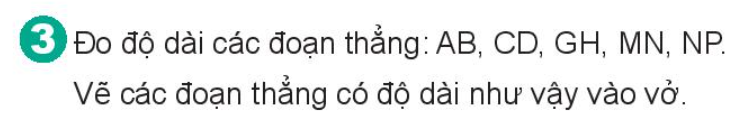 3 Đo độ dài các đoạn thẳng: AB, CD, GH, MN, NP.
Vẽ các đoạn thẳng có độ dài như vậy vào vở.